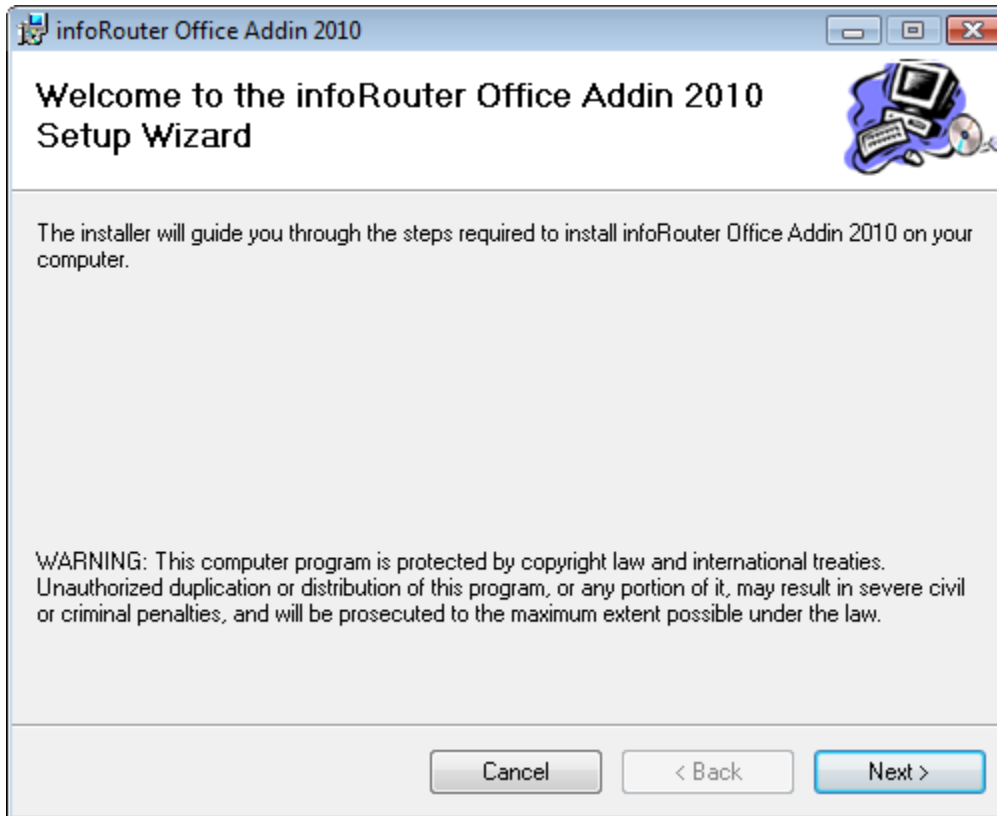 infoRouter Office Addin 2010
Welcome to the infoRouter Office Addin 2010
Setup Wizard
The installer will guide you through the steps required to install infoRouter Office Addin 2010 on your
computer.
WARNING: This computer program is protected by copyright law and international treaties.
Unauthorized duplication or distribution of this program, or any portion of it, may result in severe civil
or criminal penalties, and will be prosecuted to the maximum extent possible under the law.
Cancel
< Back
Next >